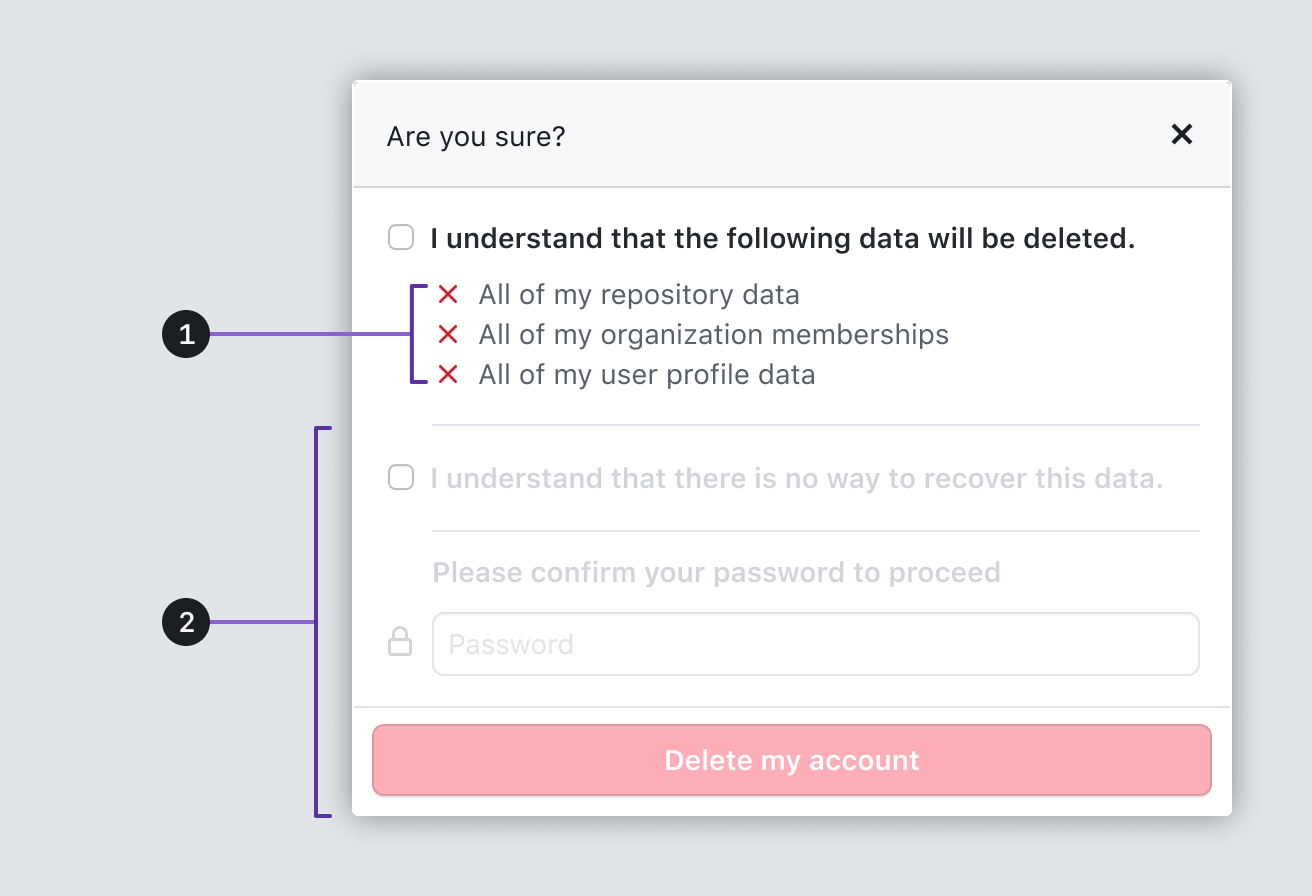 Are you sure?
I understand that the following data will be deleted.
All of my repository data
1
All of my organization memberships
All of my user profile data
I understand that there is no way to recover this data.
Please confirm your password to proceed
2
Password
Delete my account